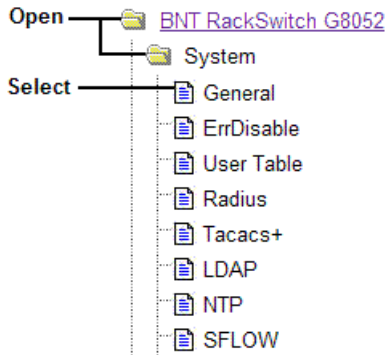 Open BNT RackSwitch G8052
System
Select General
ErrDisable
User Table
Radius
Tacacs+
LDAP
NTP
SFLOW